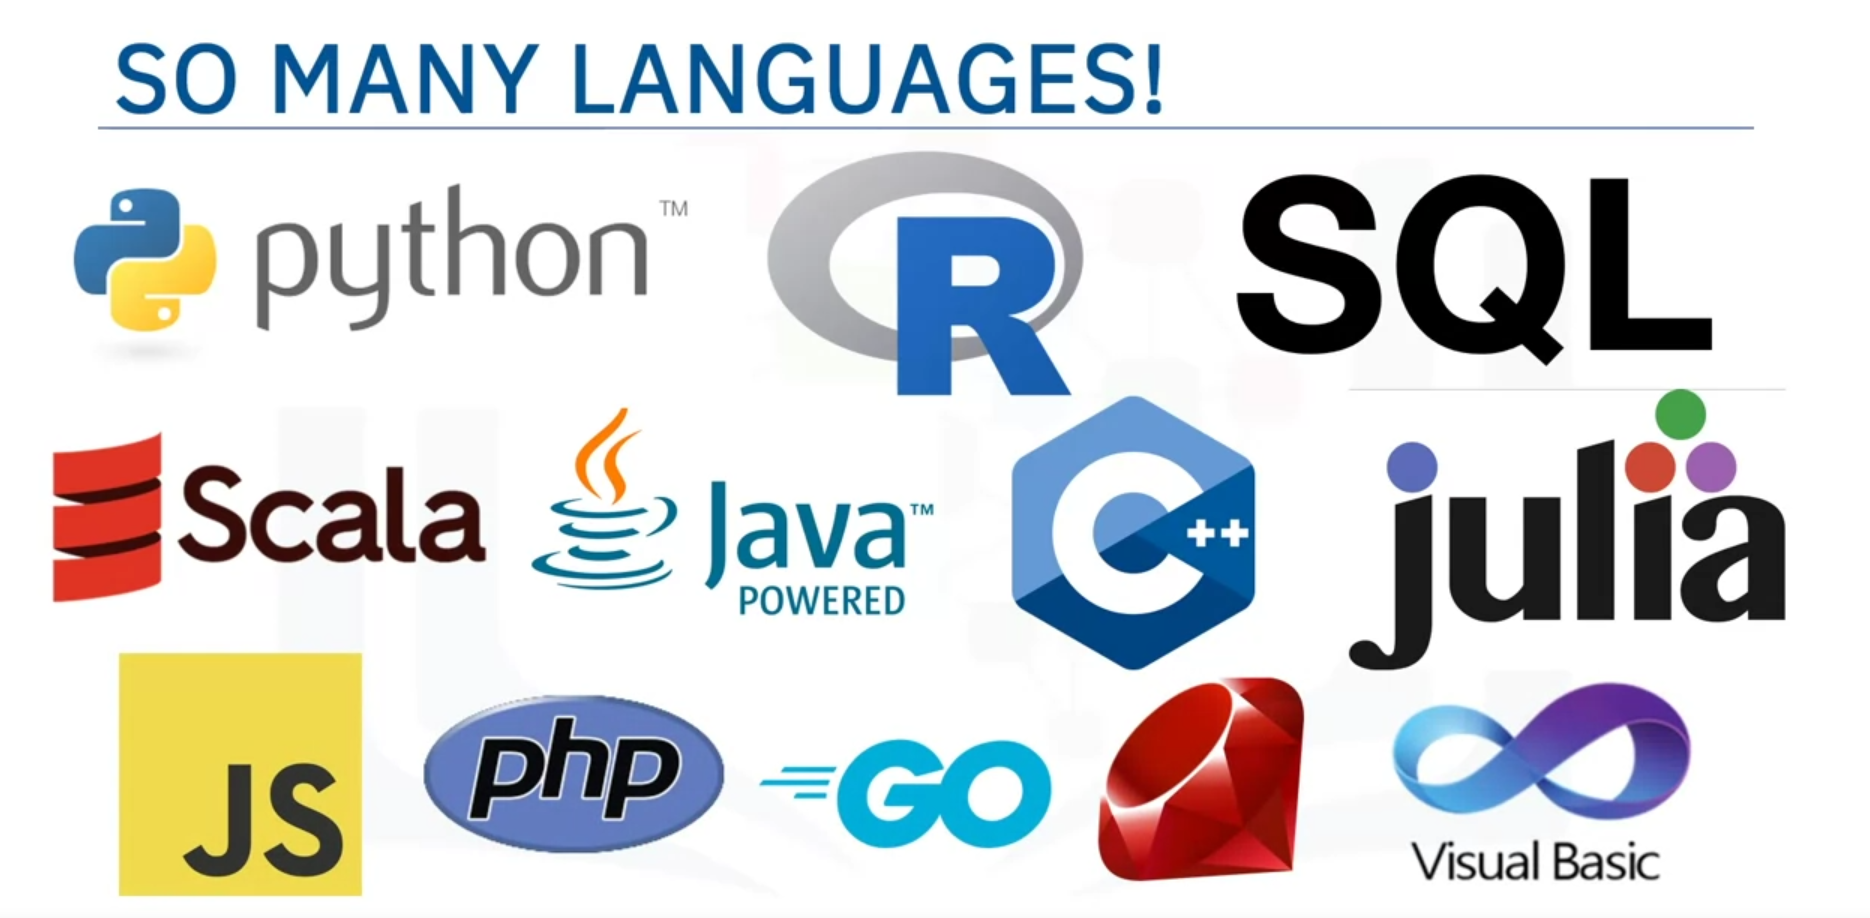 SO MANY LANGUAGES!
python™
R
SQL
Scala
Java™
POWERED
C++
julia
JS
php
GO
Visual Basic